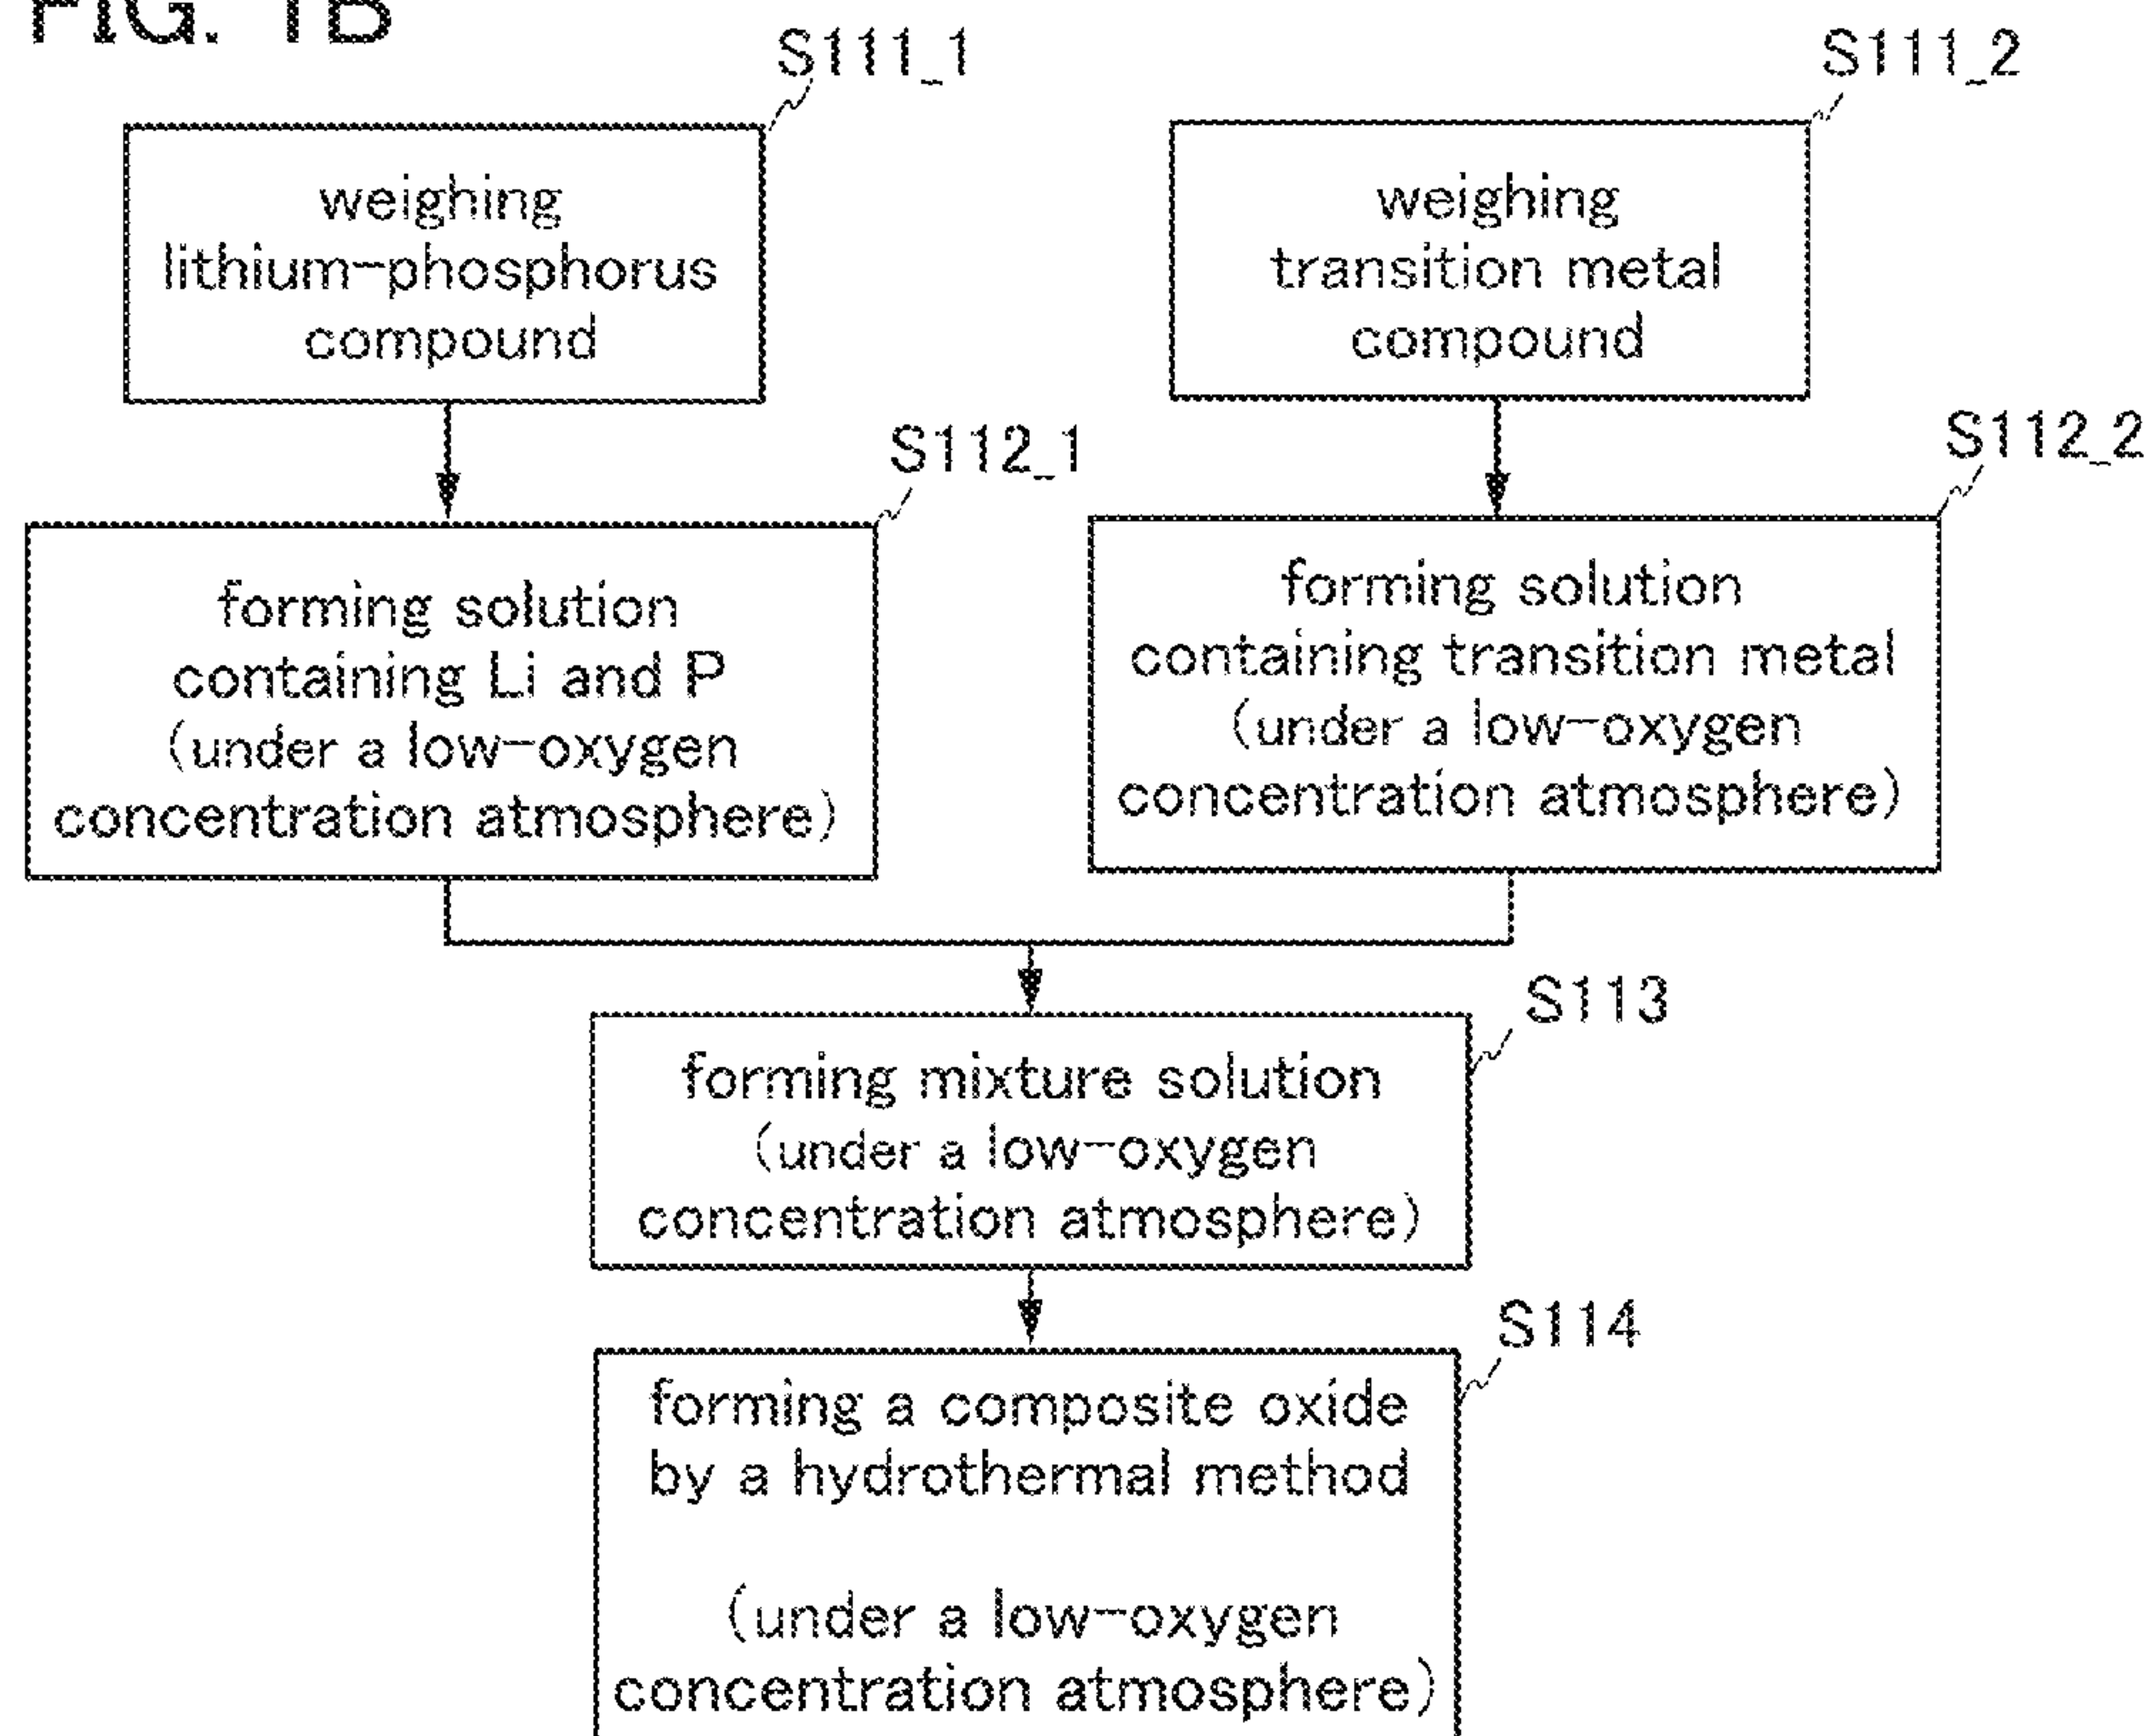 FIG. 1B
S111_1
weighing
lithium-phosphorus
compound
S111_2
weighing
transition metal
compound
S112_1
forming solution
containing Li and P
(under a low-oxygen
concentration atmosphere)
S112_2
forming solution
containing transition metal
(under a low-oxygen
concentration atmosphere)
S113
forming mixture solution
(under a low-oxygen
concentration atmosphere)
S114
forming a composite oxide
by a hydrothermal method
(under a low-oxygen
concentration atmosphere)